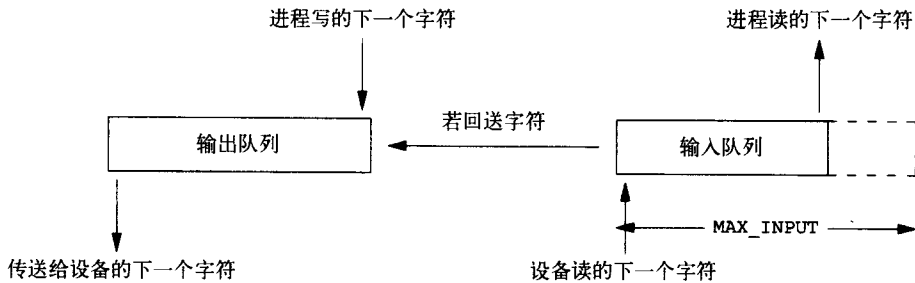 进程写的下一个字符
进程读的下一个字符
若回送字符
输出队列
输入队列
MAX_INPUT
传送给设备的下一个字符
设备读的下一个字符